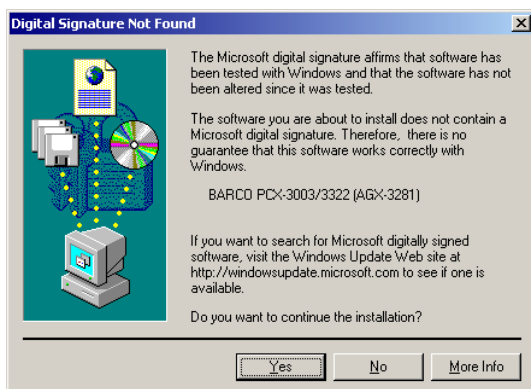 Digital Signature Not Found
The Microsoft digital signature affirms that software has
been tested with Windows and that the software has not
been altered since it was tested.
The software you are about to install does not contain a
Microsoft digital signature. Therefore, there is no
guarantee that this software works correctly with
Windows.
BARCO PCX-3003/3322 (AGX-3281)
If you want to search for Microsoft digitally signed
software, visit the Windows Update Web site at
http://windowsupdate.microsoft.com to see if one is
available.
Do you want to continue the installation?
Yes No More Info